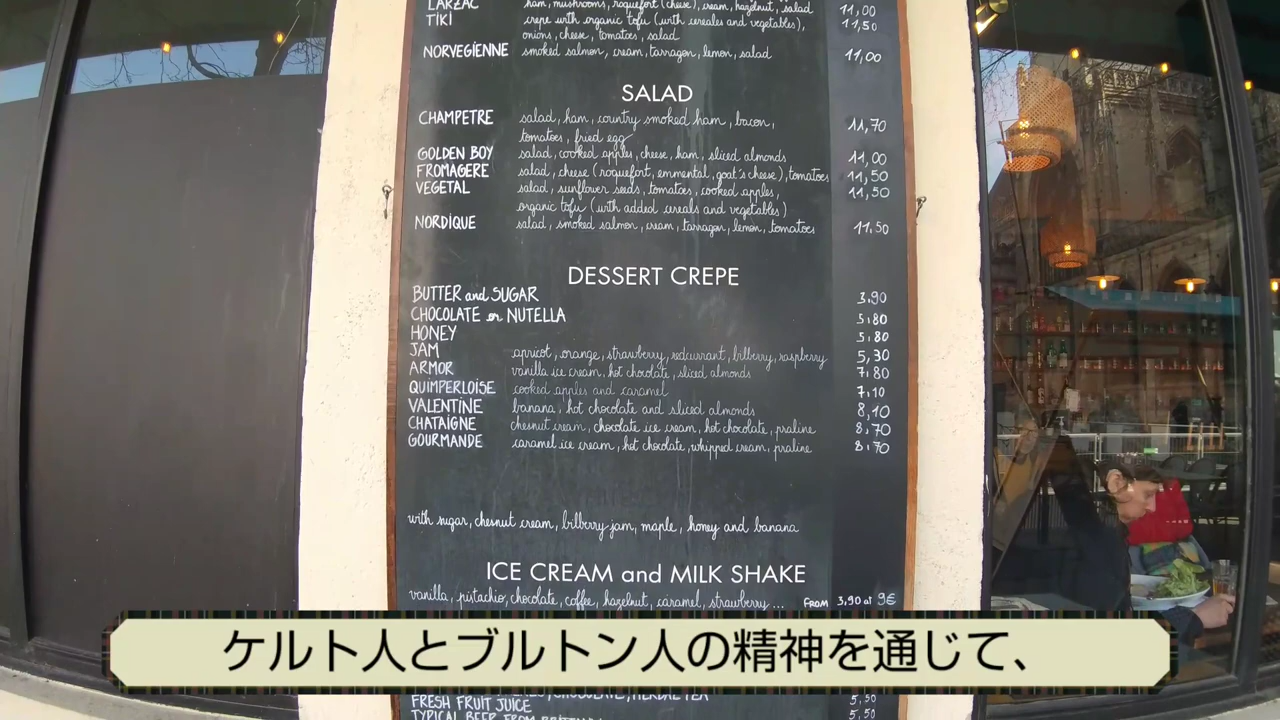 LARZAC ham, mushrooms, roquefort (cheese), cream, hazelnut, salad 11,00
TIKI crepe with organic tofu (with cereales and vegetables), 11,50
onions, cheese, tomatoes, salad
NORVEGIENNE smoked salmon, cream, tarragon, lemon, salad 11,00
SALAD
CHAMPETRE salad, ham, country smoked ham, bacon, 11,70
tomatoes, fried egg
GOLDEN BOY salad, cooked apples, cheese, ham, sliced almonds 11,00
FROMAGERE salad, cheese (roquefort, emmental, goat's cheese), tomatoes 11,50
VEGETAL salad, sunflower seeds, tomatoes, cooked apples, 11,50
organic tofu (with added cereals and vegetables)
NORDIQUE salad, smoked salmon, cream, tarragon, lemon, tomatoes 11.50
DESSERT CREPE
BUTTER and SUGAR 3.90
CHOCOLATE or NUTELLA 5.80
HONEY 5.80
JAM apricot, orange, strawberry, redcurrant, bilberry, raspberry 5,30
ARMOR vanilla ice cream, hot chocolate, sliced almonds 7.80
QUIMPERLOISE cooked apples and caramel 7,10
VALENTINE banana, hot chocolate and sliced almonds 8,10
CHATAIGNE chesnut cream, chocolate ice cream, hot chocolate, praline 8,70
GOURMANDE caramel ice cream, hot chocolate, whipped cream, praline 8.70
with sugar, chesnut cream, bilberry jam, maple, honey and banana
ICE CREAM and MILK SHAKE
vanilla, pistachio, chocolate, coffee, hazelnut, caramel, strawberry ... FROM 3,90 at 9€
ケルト人とブルトン人の精神を通じて、
FRESH FRUIT JUICE 5,50
TYPICAL BEER FROM 5,50